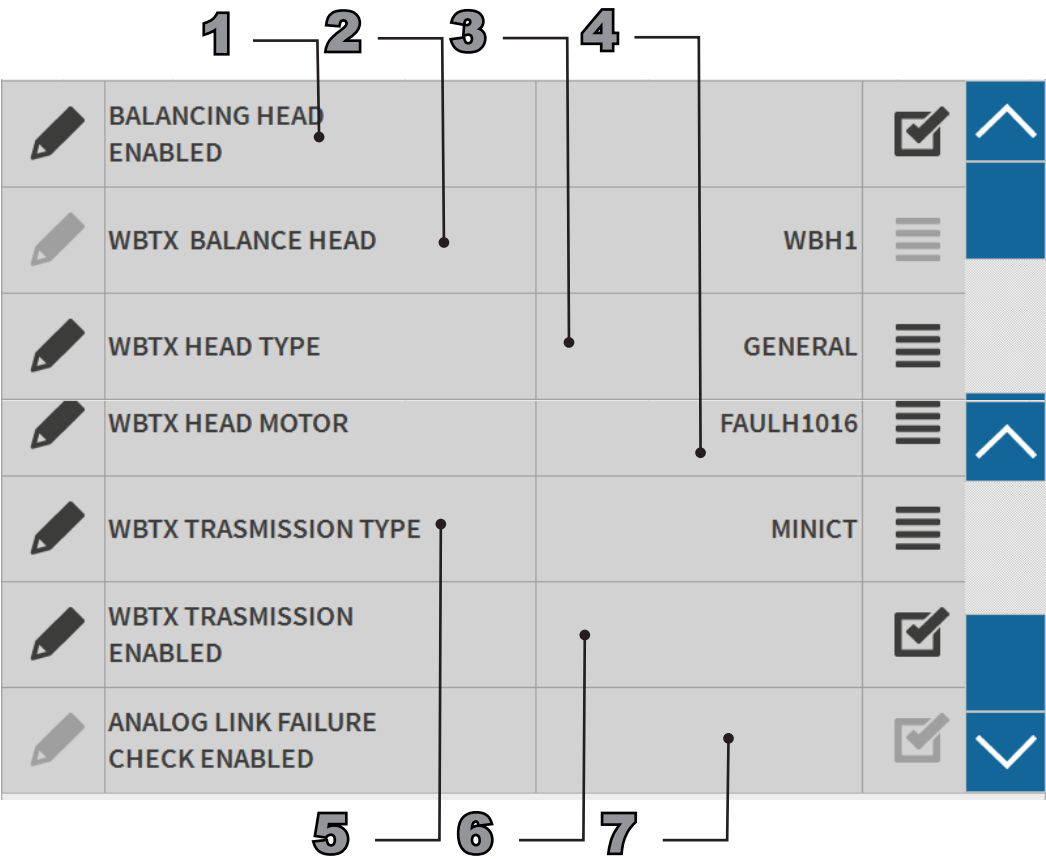 1 2 3 4
BALANCING HEAD
ENABLED
WBTX BALANCE HEAD WBH1
WBTX HEAD TYPE GENERAL
WBTX HEAD MOTOR FAULH1016
WBTX TRASMISSION TYPE MINICT
WBTX TRASMISSION
ENABLED
ANALOG LINK FAILURE
CHECK ENABLED
5 6 7